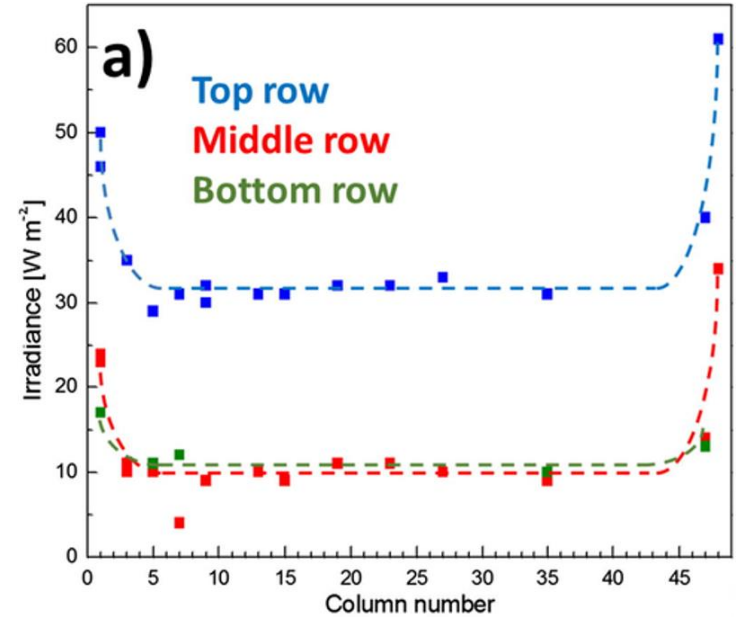 a)
Top row
Middle row
Bottom row
Irradiance [W m⁻²]
60
50
40
30
20
10
0
0 5 10 15 20 25 30 35 40 45
Column number